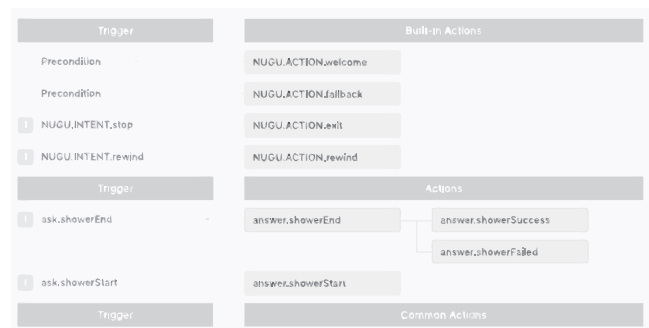 Trigger Built-in Actions
Precondition NUGU.ACTION.welcome
Precondition NUGU.ACTION.fallback
I NUGU.INTENT.stop NUGU.ACTION.exit
I NUGU.INTENT.rewind NUGU.ACTION.rewind
Trigger Actions
I ask.showerEnd - answer.showerEnd answer.showerSuccess
answer.showerFailed
I ask.showerStart answer.showerStart
Trigger Common Actions